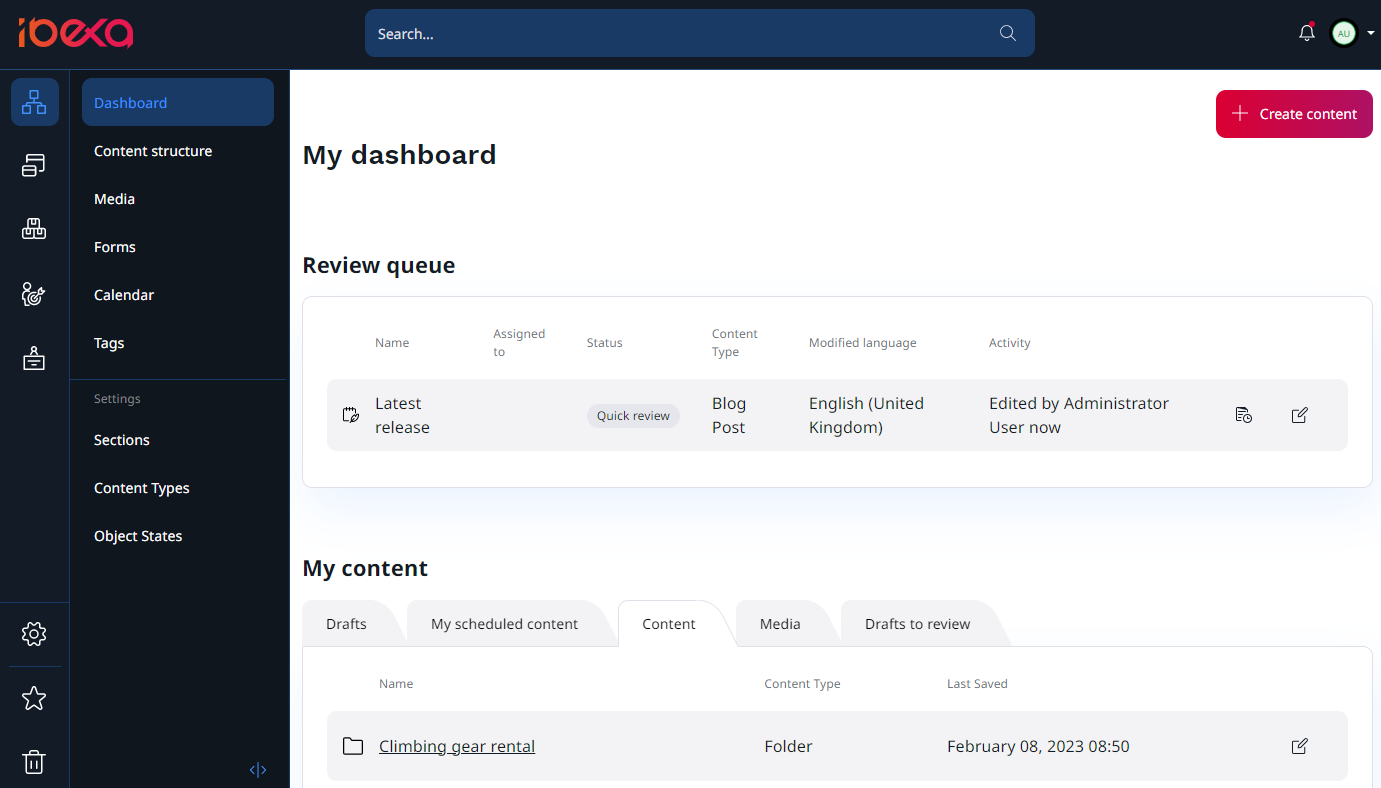 ibexa
Search...
AU
Dashboard
Content structure
Media
Forms
Calendar
Tags
Settings
Sections
Content Types
Object States
Create content
My dashboard
Review queue
Name
Assigned
to
Status
Content
Type
Modified language
Activity
Latest
release
Quick review
Blog
Post
English (United
Kingdom)
Edited by Administrator
User now
My content
Drafts
My scheduled content
Content
Media
Drafts to review
Name
Content Type
Last Saved
Climbing gear rental
Folder
February 08, 2023 08:50